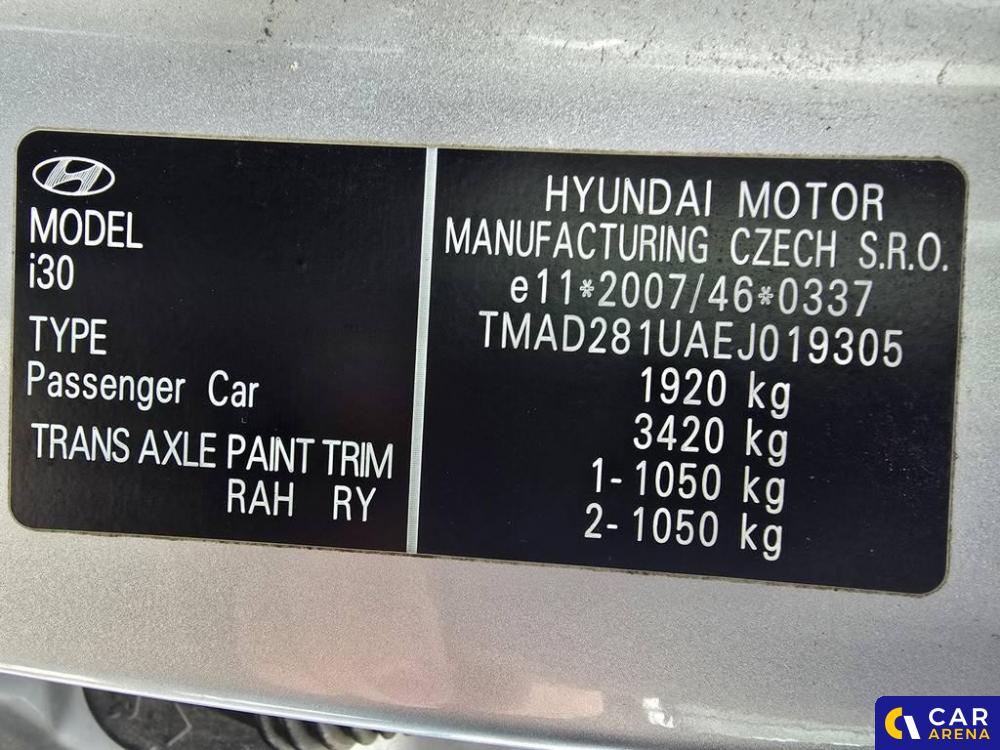 MODEL
i30
TYPE
Passenger Car
TRANS AXLE PAINT TRIM
RAH RY
HYUNDAI MOTOR
MANUFACTURING CZECH S.R.O.
e11*2007/46*0337
TMAD281UAEJ019305
1920 kg
3420 kg
1-1050 kg
2-1050 kg
CAR
ARENA